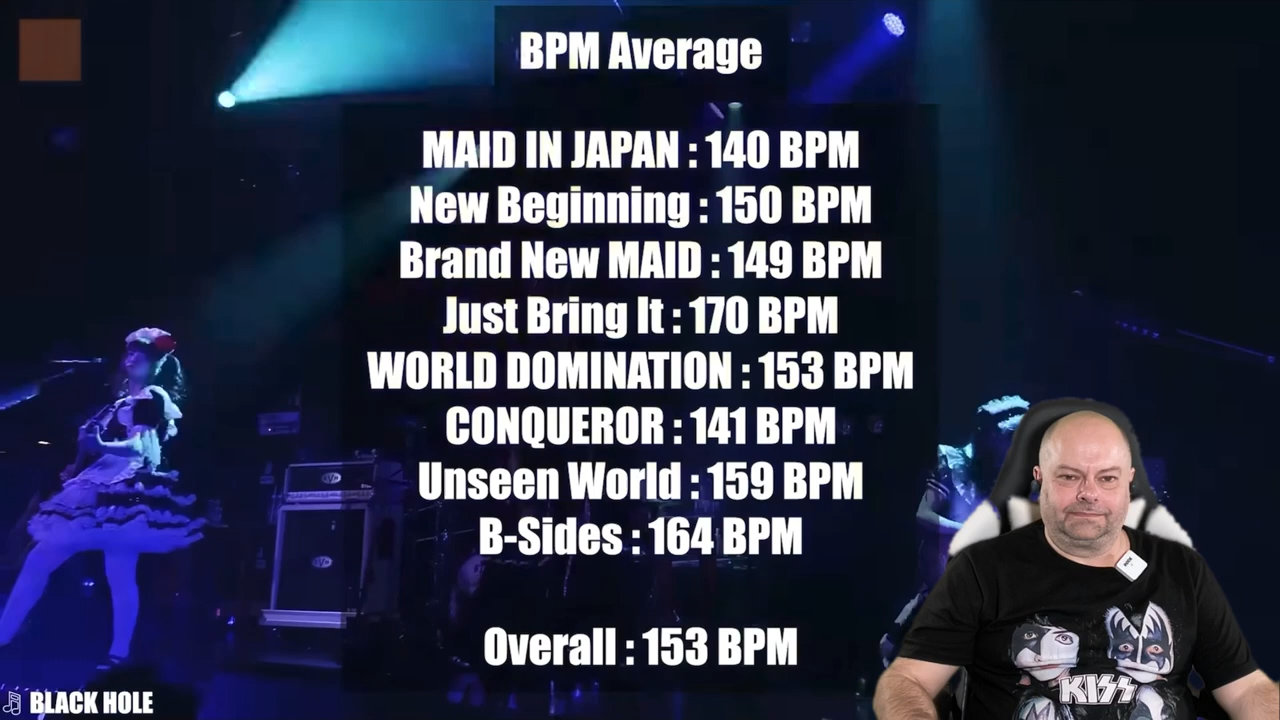 BPM Average
MAID IN JAPAN : 140 BPM
New Beginning : 150 BPM
Brand New MAID : 149 BPM
Just Bring It : 170 BPM
WORLD DOMINATION : 153 BPM
CONQUEROR : 141 BPM
Unseen World : 159 BPM
B-Sides : 164 BPM
Overall : 153 BPM
KISS
BLACK HOLE